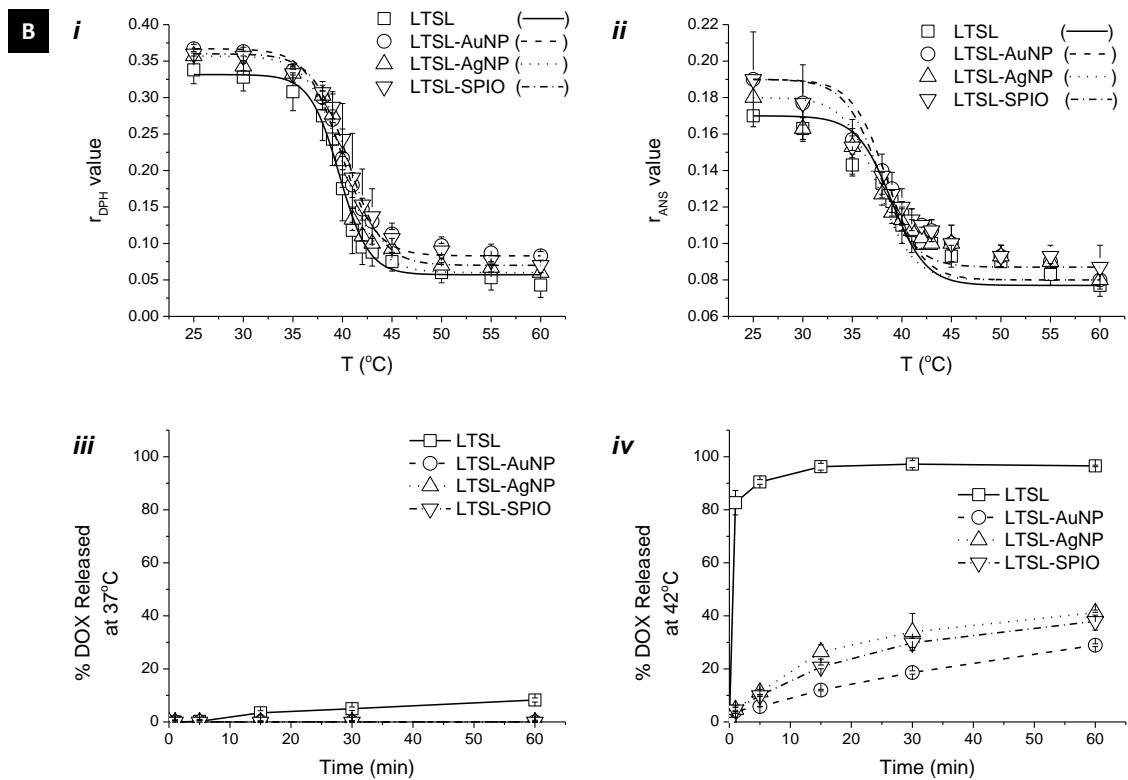 B
i
r_DPH value
0.40
0.35
0.30
0.25
0.20
0.15
0.10
0.05
0.00
25 30 35 40 45 50 55 60
T (°C)
LTSL (——)
LTSL-AuNP (- - -)
LTSL-AgNP (·····)
LTSL-SPIO (-·-·-)
ii
r_ANS value
0.22
0.20
0.18
0.16
0.14
0.12
0.10
0.08
0.06
25 30 35 40 45 50 55 60
T (°C)
LTSL (——)
LTSL-AuNP (- - -)
LTSL-AgNP (·····)
LTSL-SPIO (-·-·-)
iii
% DOX Released
at 37°C
100
80
60
40
20
0
0 10 20 30 40 50 60
Time (min)
LTSL
LTSL-AuNP
LTSL-AgNP
LTSL-SPIO
iv
% DOX Released
at 42°C
100
80
60
40
20
0
0 10 20 30 40 50 60
Time (min)
LTSL
LTSL-AuNP
LTSL-AgNP
LTSL-SPIO